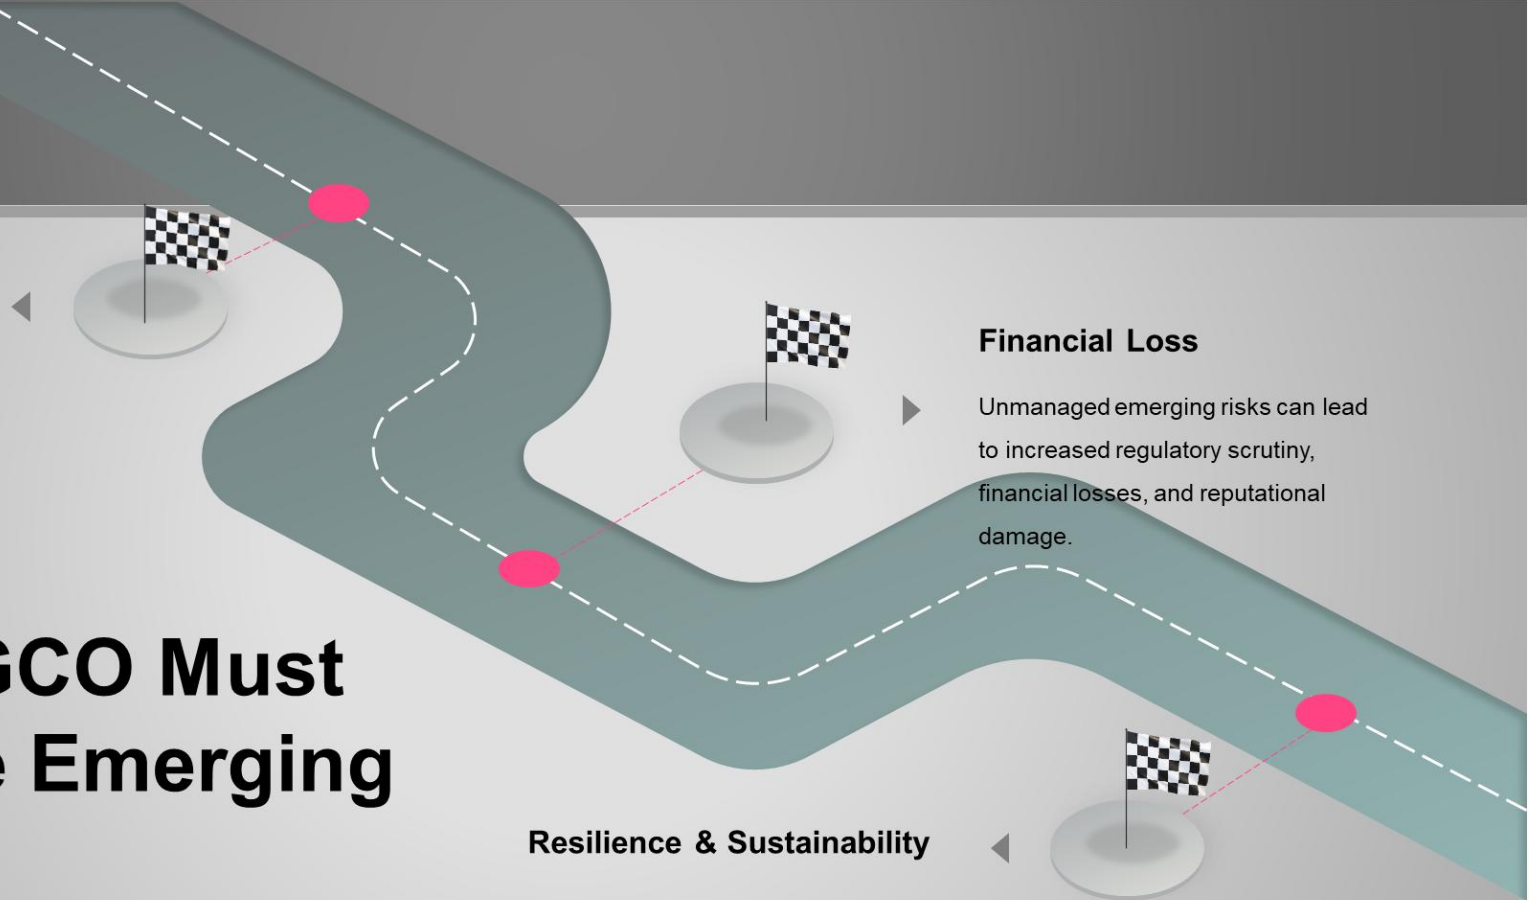 Financial Loss
Unmanaged emerging risks can lead
to increased regulatory scrutiny,
financial losses, and reputational
damage.
GCO Must
e Emerging
Resilience & Sustainability